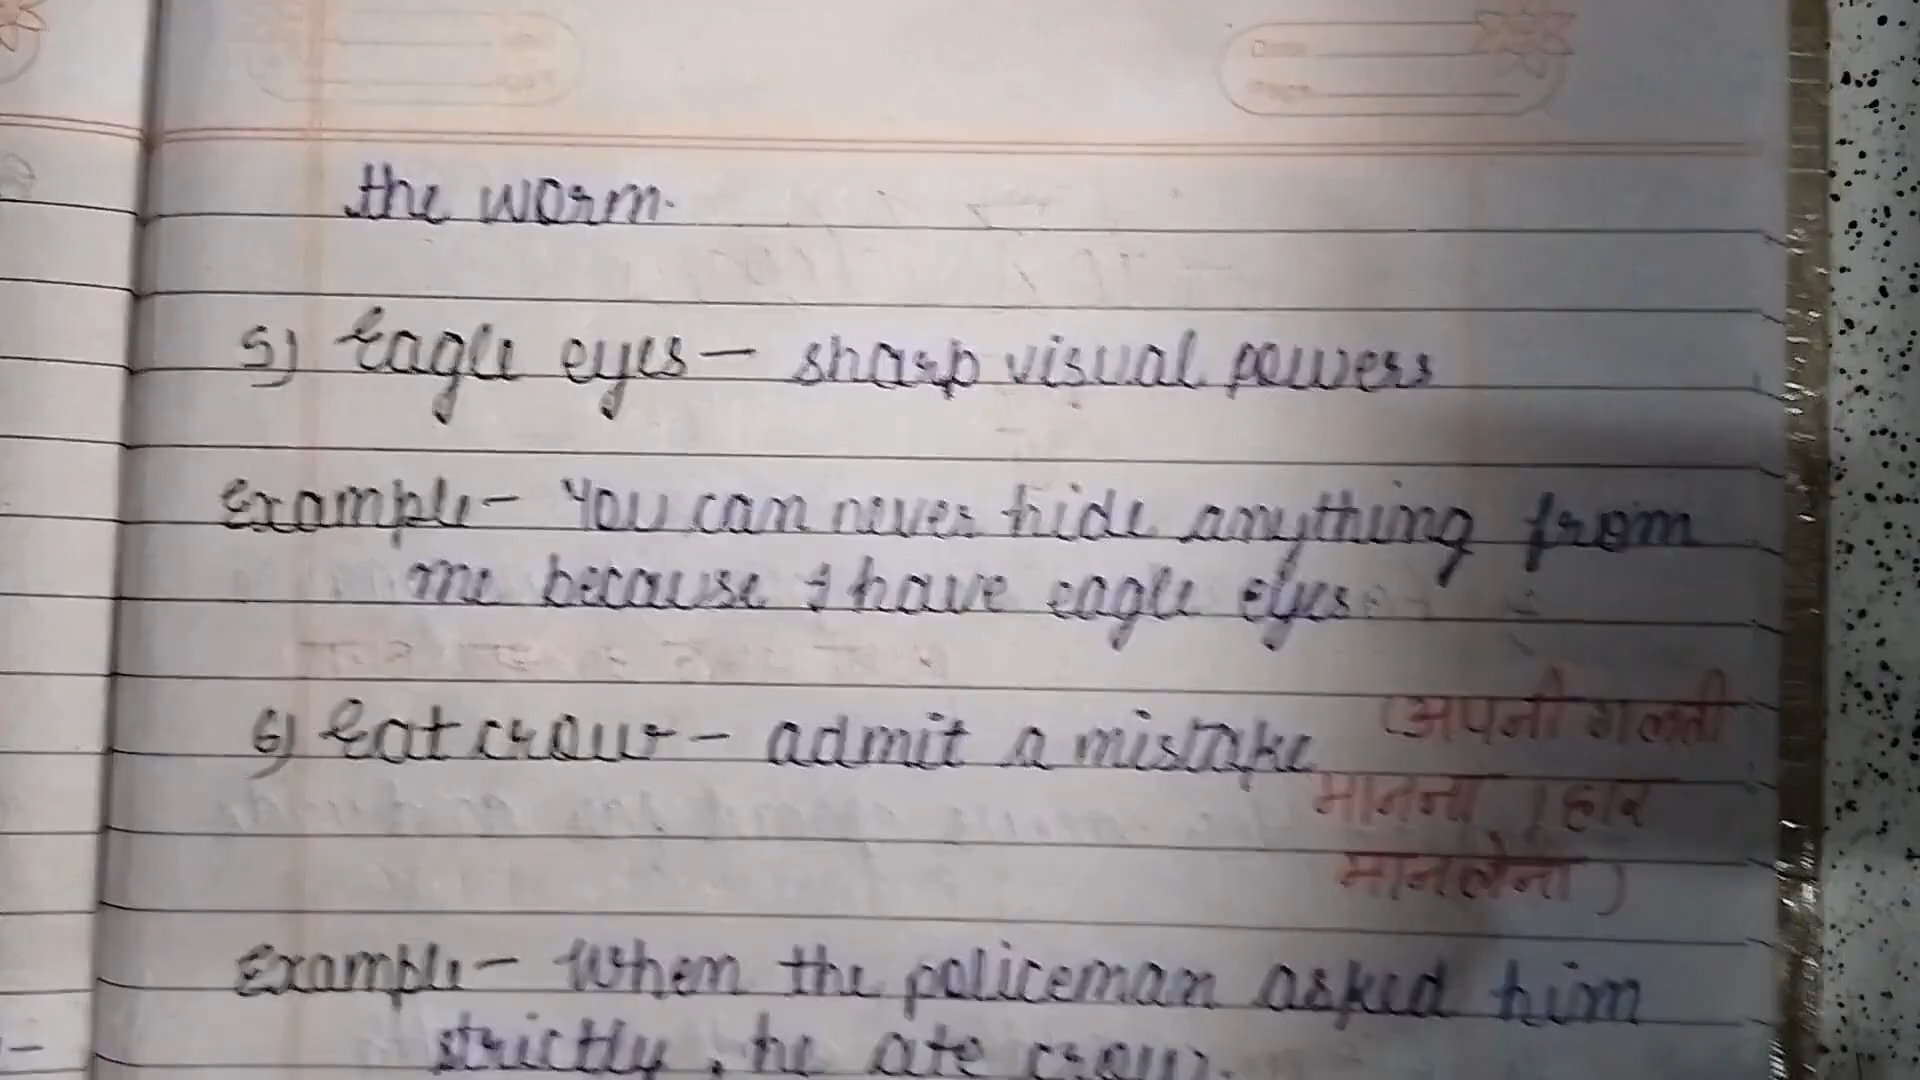 the worm.
5) Eagle eyes - sharp visual powers
Example - You can never hide anything from
me because I have eagle eyes
6) Eat crow - admit a mistake (अपनी गलती
मानना / हार
मान लेना)
Example - When the policeman asked him
strictly, he ate crow.